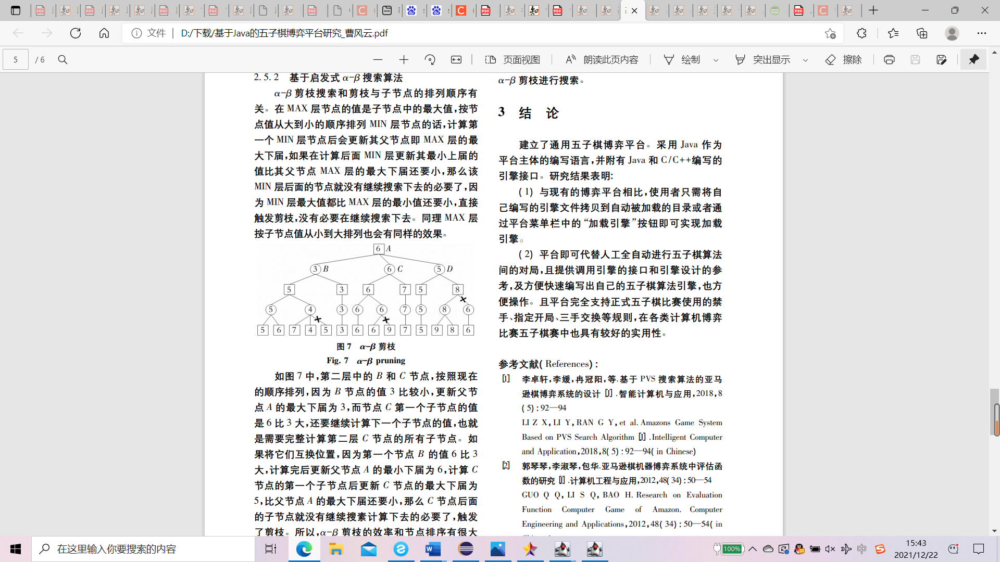 文件
D:/下载/基于Java的五子棋博弈平台研究_曹风云.pdf
5
/ 6
页面视图
朗读此页内容
绘制
突出显示
擦除
2.5.2 基于启发式 α-β 搜索算法
α-β 剪枝搜索和剪枝与子节点的排列顺序有
关。在 MAX 层节点的值是子节点中的最大值,按节
点值从大到小的顺序排列 MIN 层节点的话,计算第
一个 MIN 层节点后会更新其父节点即 MAX 层的最
大下届,如果在计算后面 MIN 层更新其最小上届的
值比其父节点 MAX 层的最大下届还要小,那么该
MIN 层后面的节点就没有继续搜索下去的必要了,因
为 MIN 层最大值都比 MAX 层的最小值还要小,直接
触发剪枝,没有必要在继续搜索下去。同理 MAX 层
按子节点值从小到大排列也会有同样的效果。
6 A
3 B 6 C 5 D
5 3 6 7 5 8
5 4 3 6 6 7 5 8 6
5 6 7 4 5 3 6 6 9 7 5 9 8 6
图 7 α-β 剪枝
Fig. 7 α-β pruning
如图 7 中,第二层中的 B 和 C 节点,按照现在
的顺序排列,因为 B 节点的值 3 比较小,更新父节
点 A 的最大下届为 3,而节点 C 第一个子节点的值
是 6 比 3 大,还要继续计算下一个子节点的值,也就
是需要完整计算第二层 C 节点的所有子节点。如
果将它们互换位置,因为第一个节点 B 的值 6 比 3
大,计算完后更新父节点 A 的最小下届为 6,计算 C
节点的第一个子节点后更新 C 节点的最大下届为
5,比父节点 A 的最大下届还要小,那么 C 节点后面
的子节点就没有继续搜素计算下去的必要了,触发
了剪枝。所以,α-β 剪枝的效率和节点排序有很大
α-β 剪枝进行搜索。
3 结 论
建立了通用五子棋博弈平台。采用 Java 作为
平台主体的编写语言,并附有 Java 和 C/C++编写的
引擎接口。研究结果表明:
(1) 与现有的博弈平台相比,使用者只需将自
己编写的引擎文件拷贝到自动被加载的目录或者通
过平台菜单栏中的“加载引擎”按钮即可实现加载
引擎。
(2) 平台即可代替人工全自动进行五子棋算法
间的对局,且提供调用引擎的接口和引擎设计的参
考,及方便快速编写出自己的五子棋算法引擎,也方
便操作。且平台完全支持正式五子棋比赛使用的禁
手、指定开局、三手交换等规则,在各类计算机博弈
比赛五子棋赛中也具有较好的实用性。
参考文献( References) :
[1] 李卓轩,李媛,冉冠阳,等.基于 PVS 搜索算法的亚马
逊棋博弈系统的设计 [J] .智能计算机与应用,2018,8
( 5) : 92—94
LI Z X, LI Y, RAN G Y, et al. Amazons Game System
Based on PVS Search Algorithm [J] .Intelligent Computer
and Application,2018,8( 5) : 92—94( in Chinese)
[2] 郭琴琴,李淑琴,包华.亚马逊棋机器博弈系统中评估函
数的研究 [J] .计算机工程与应用,2012,48( 34) : 50—54
GUO Q Q, LI S Q, BAO H. Research on Evaluation
Function Computer Game of Amazon. Computer
Engineering and Applications,2012,48( 34) : 50—54( in
在这里输入你要搜索的内容
100%
中
15:43
2021/12/22